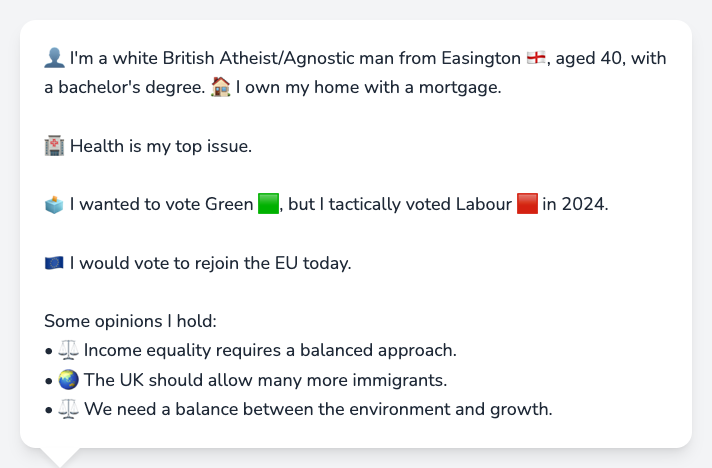 👤 I'm a white British Atheist/Agnostic man from Easington 🏴󠁧󠁢󠁥󠁮󠁧󠁿, aged 40, with
a bachelor's degree. 🏠 I own my home with a mortgage.
🏥 Health is my top issue.
🗳️ I wanted to vote Green 🟩, but I tactically voted Labour 🟥 in 2024.
🇪🇺 I would vote to rejoin the EU today.
Some opinions I hold:
• ⚖️ Income equality requires a balanced approach.
• 🌏 The UK should allow many more immigrants.
• ⚖️ We need a balance between the environment and growth.